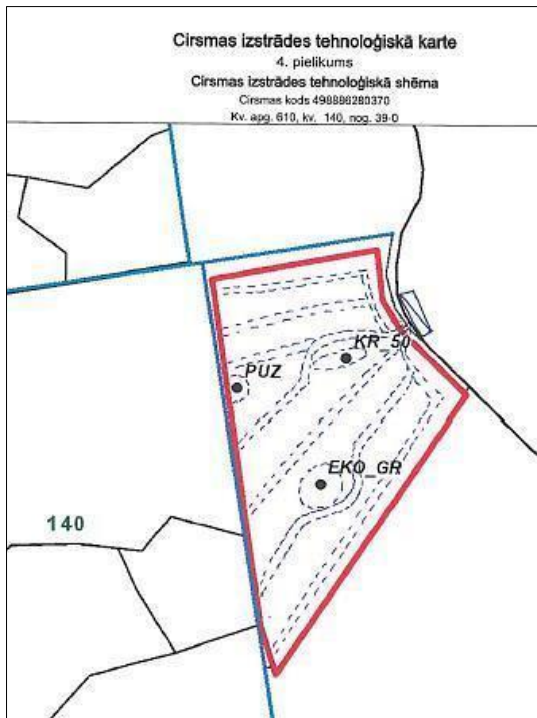 Cirsmas izstrādes tehnoloģiskā karte
4. pielikums
Cirsmas izstrādes tehnoloģiskā shēma
Cirsmas kods 498886280370
Kv. apg. 610, kv. 140, nog. 39-0
KR_50
PUZ
EKO_GR
140